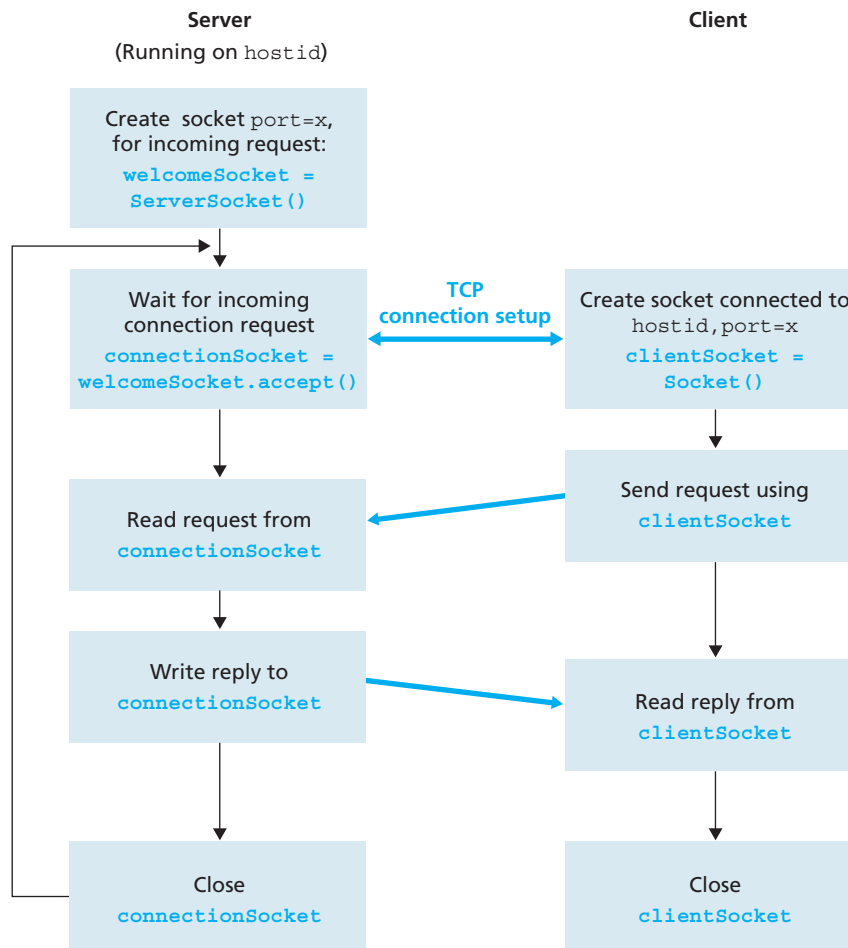 Server
(Running on hostid)
Client
Create socket port=x,
for incoming request:
welcomeSocket =
ServerSocket()
Wait for incoming
connection request
connectionSocket =
welcomeSocket.accept()
TCP
connection setup
Create socket connected to
hostid,port=x
clientSocket =
Socket()
Send request using
clientSocket
Read request from
connectionSocket
Write reply to
connectionSocket
Read reply from
clientSocket
Close
connectionSocket
Close
clientSocket